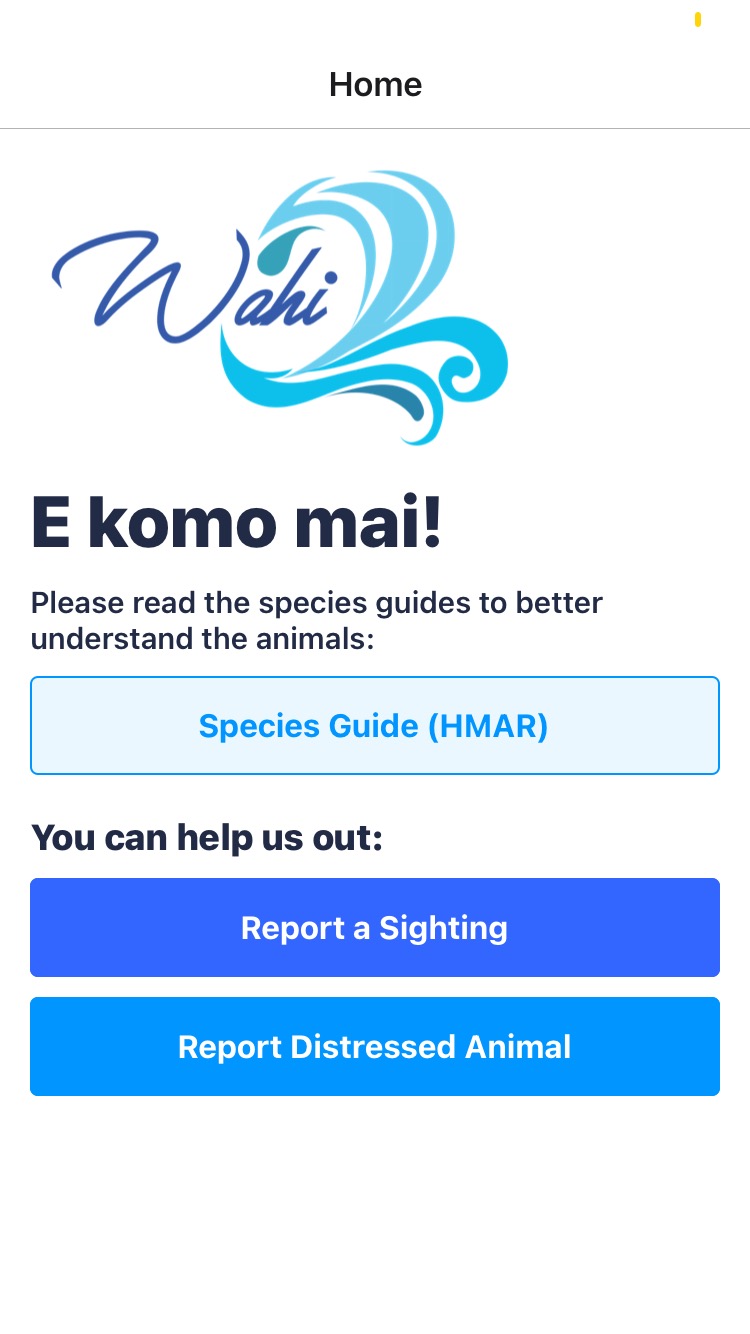 Home
Wahi
E komo mai!
Please read the species guides to better
understand the animals:
Species Guide (HMAR)
You can help us out:
Report a Sighting
Report Distressed Animal